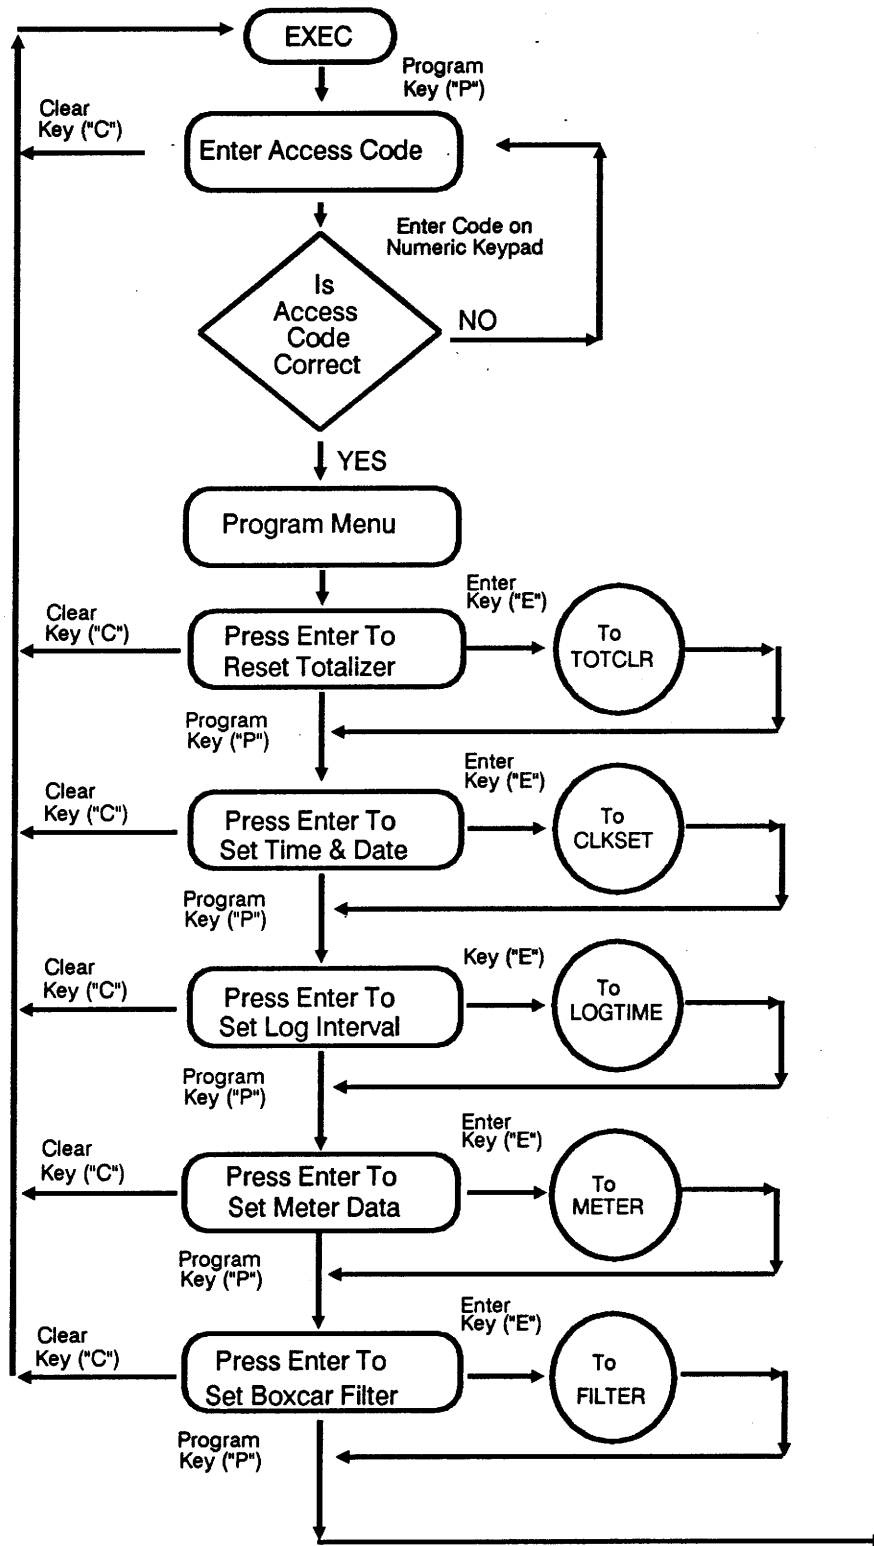 EXEC
Program
Key ("P")
Clear
Key ("C")
Enter Access Code
Enter Code on
Numeric Keypad
Is
Access
Code
Correct
NO
YES
Program Menu
Enter
Key ("E")
Clear
Key ("C")
Press Enter To
Reset Totalizer
To
TOTCLR
Program
Key ("P")
Enter
Key ("E")
Clear
Key ("C")
Press Enter To
Set Time & Date
To
CLKSET
Program
Key ("P")
Key ("E")
Clear
Key ("C")
Press Enter To
Set Log Interval
To
LOGTIME
Program
Key ("P")
Enter
Key ("E")
Clear
Key ("C")
Press Enter To
Set Meter Data
To
METER
Program
Key ("P")
Enter
Key ("E")
Clear
Key ("C")
Press Enter To
Set Boxcar Filter
To
FILTER
Program
Key ("P")